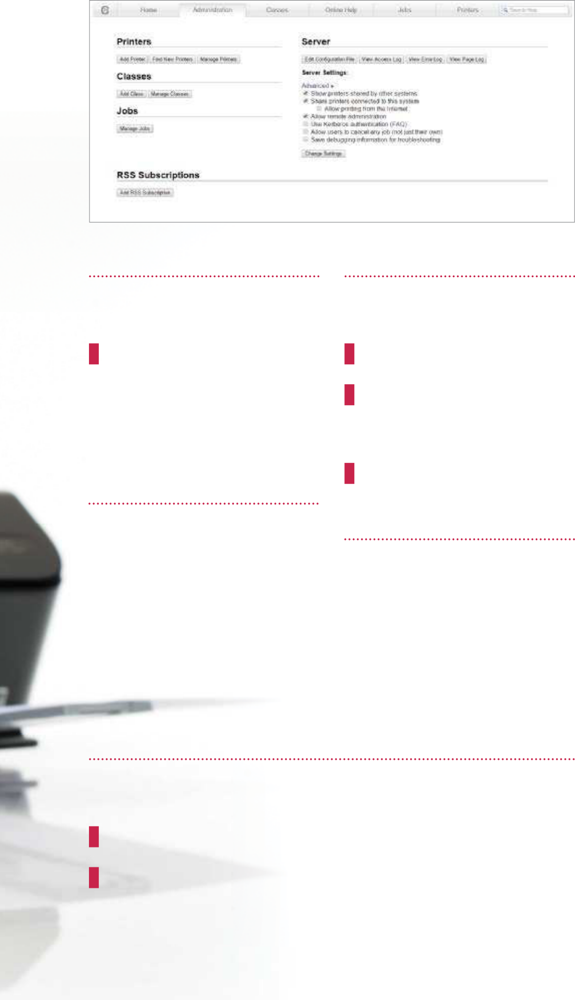 Home Administration Classes Online Help Jobs Printers Search in Help
Printers
Add Printer Find New Printers Manage Printers
Classes
Add Class Manage Classes
Jobs
Manage Jobs
Server
Edit Configuration File View Access Log View Error Log View Page Log
Server Settings:
Advanced ▸
Show printers shared by other systems
Share printers connected to this system
Allow printing from the Internet
Allow remote administration
Use Kerberos authentication (FAQ)
Allow users to cancel any job (not just their own)
Save debugging information for troubleshooting
Change Settings
RSS Subscriptions
Add RSS Subscription